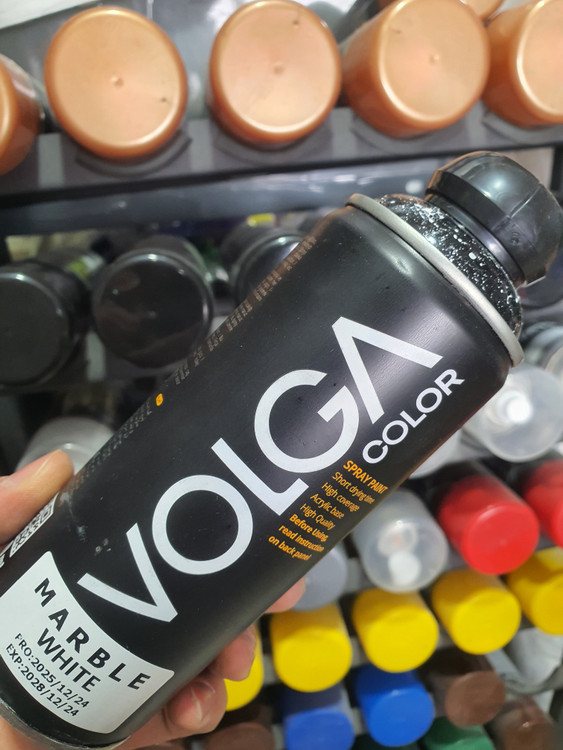 VOLGA
COLOR
SPRAY PAINT
Short drying time
High coverage
Acrylic base
High Quality
Before Using,
read instruction
on back panel
MARBLE
WHITE
PRO:2025/12/24
EXP:2028/12/24